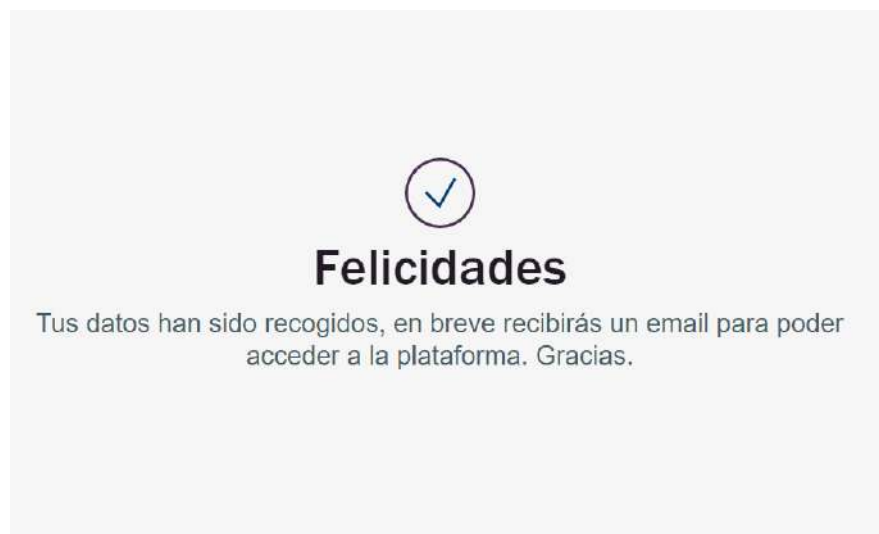 Felicidades
Tus datos han sido recogidos, en breve recibirás un email para poder
acceder a la plataforma. Gracias.